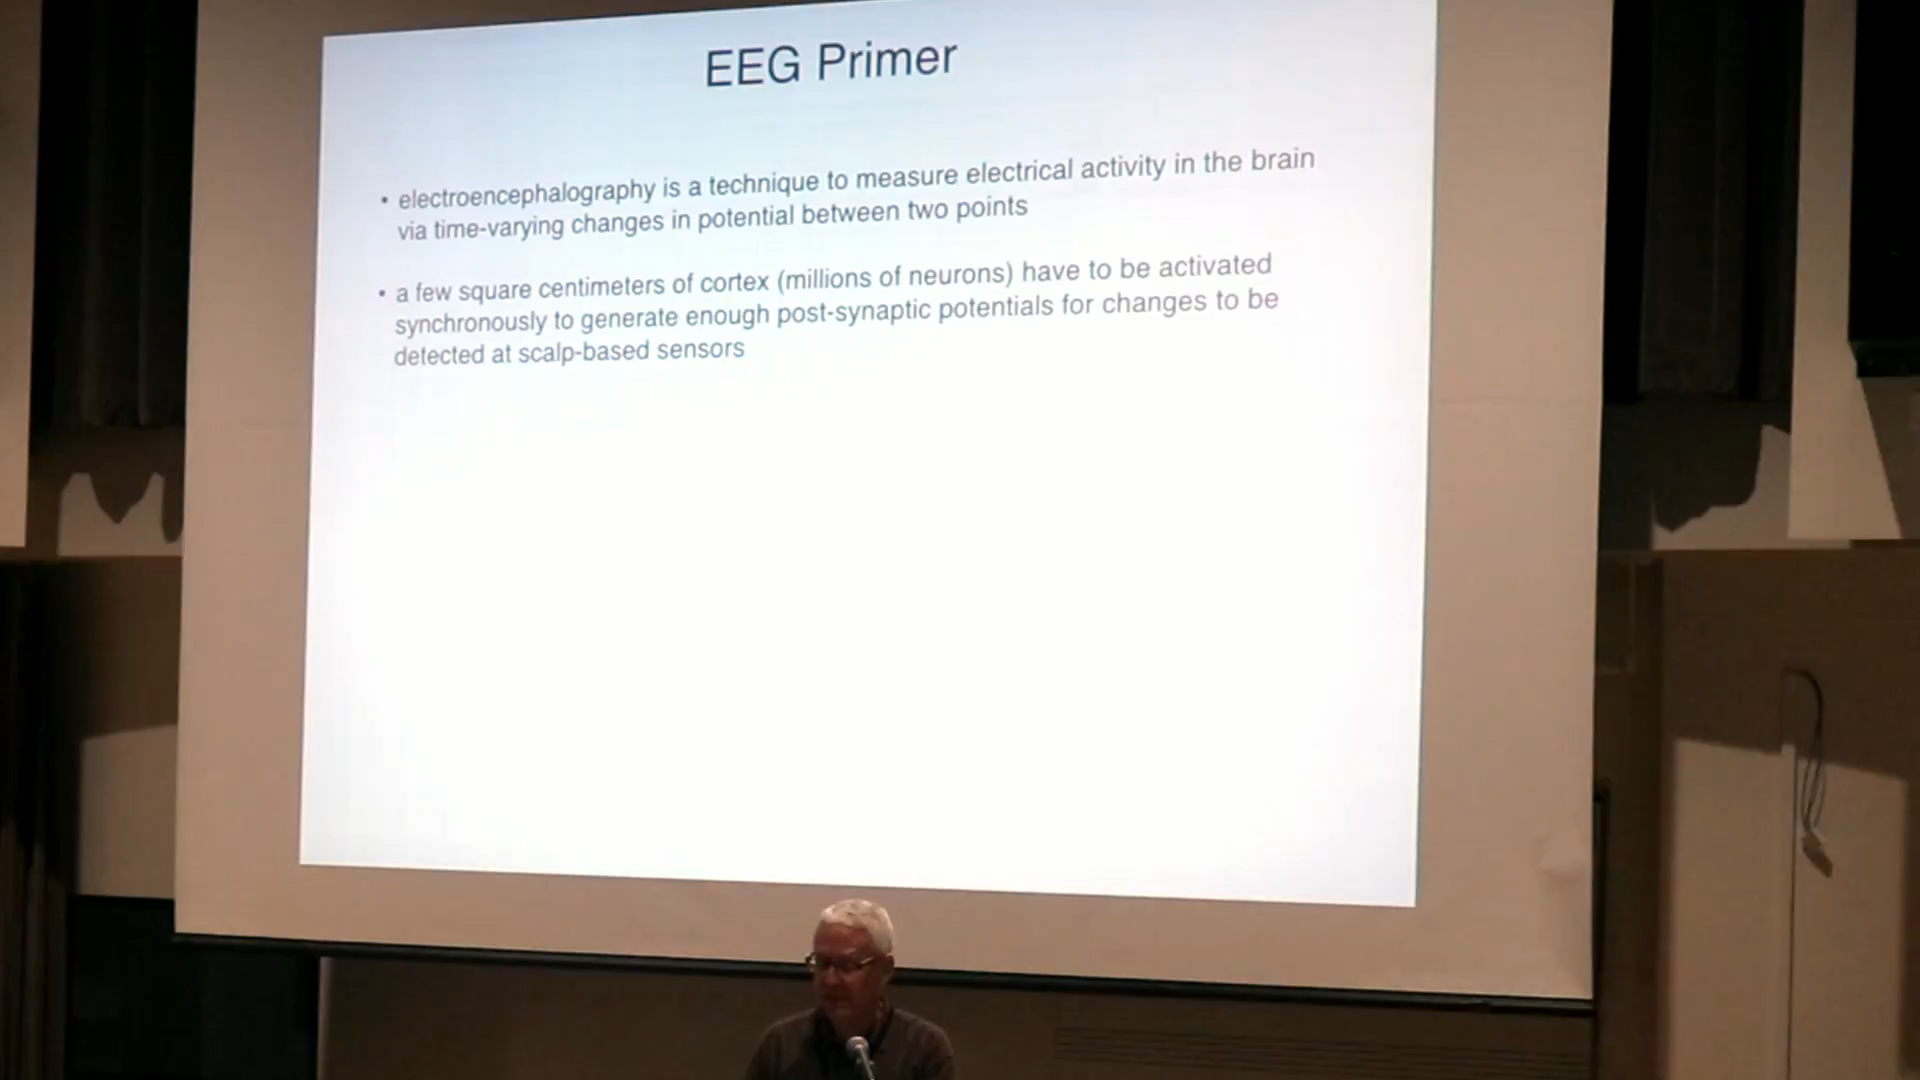 EEG Primer
• electroencephalography is a technique to measure electrical activity in the brain
via time-varying changes in potential between two points
• a few square centimeters of cortex (millions of neurons) have to be activated
synchronously to generate enough post-synaptic potentials for changes to be
detected at scalp-based sensors